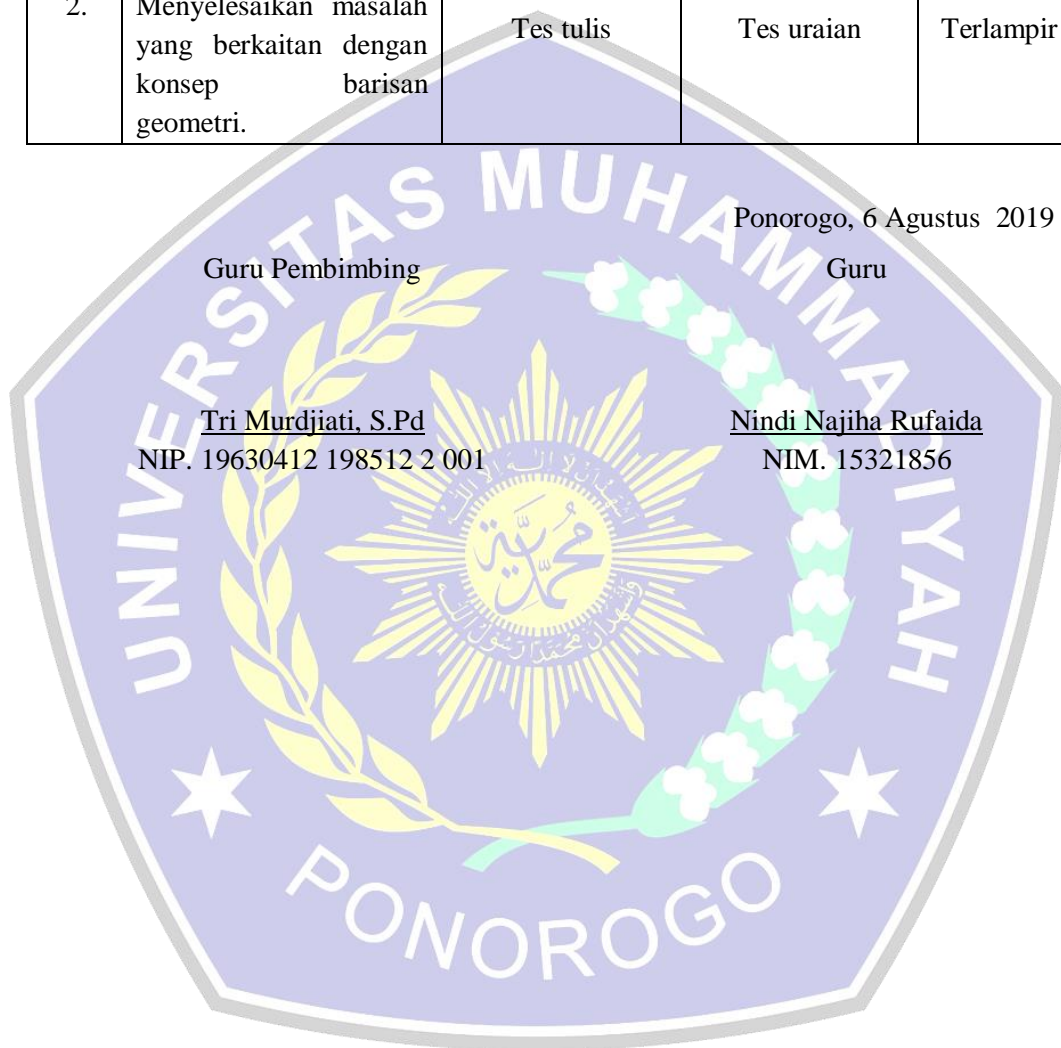 2. Menyelesaikan masalah
yang berkaitan dengan
konsep barisan
geometri.
Tes tulis
Tes uraian
Terlampir
Ponorogo, 6 Agustus 2019
Guru Pembimbing
Guru
Tri Murdjiati, S.Pd
NIP. 19630412 198512 2 001
Nindi Najiha Rufaida
NIM. 15321856
UNIVERSITAS MUHAMMADIYAH
PONOROGO
محمدية